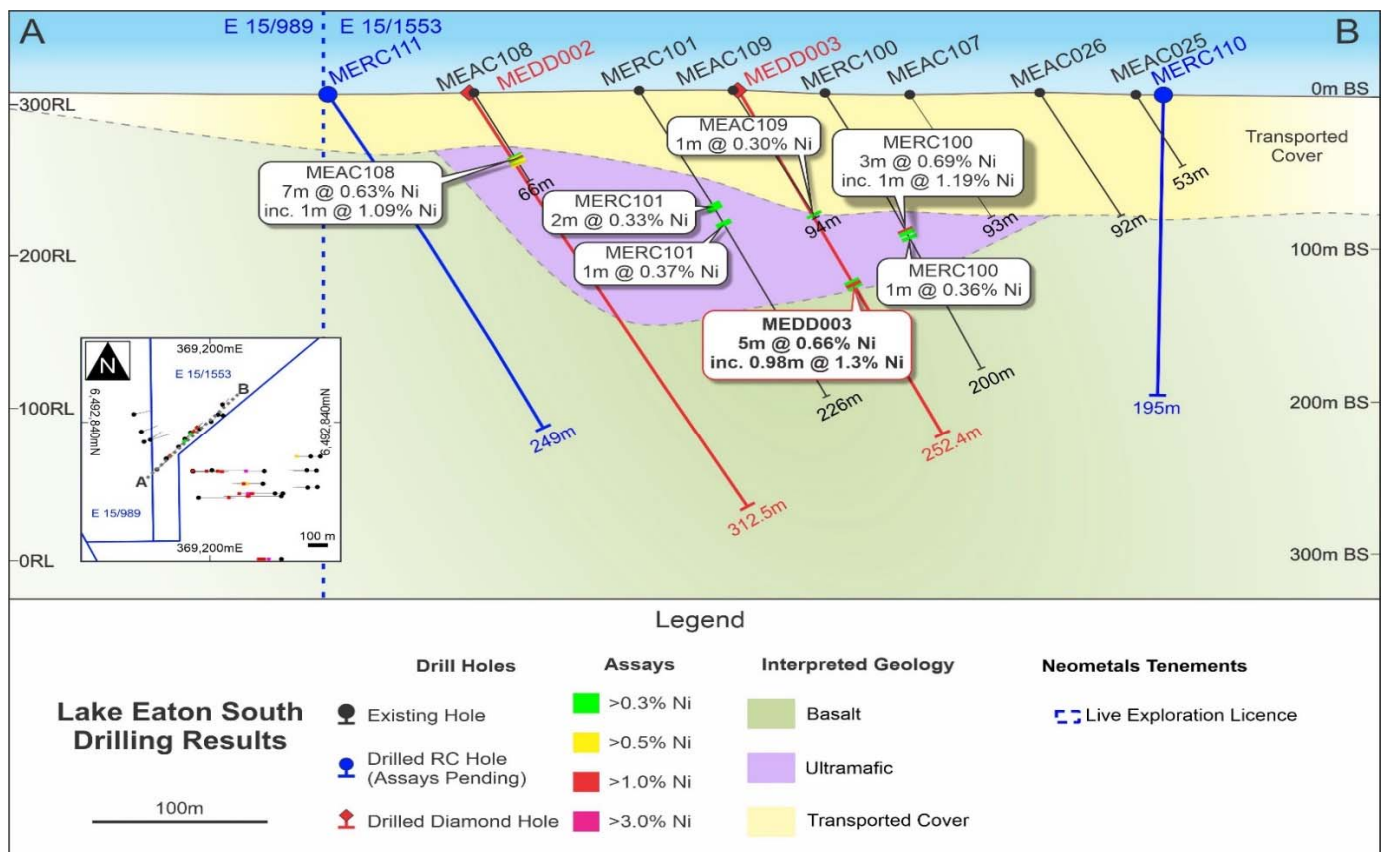 A
E 15/989
E 15/1553
B
MERC111
MEAC108
MEDD002
MERC101
MEAC109
MEDD003
MERC100
MEAC107
MEAC026
MEAC025
MERC110
300RL
0m BS
Transported
Cover
MEAC109
1m @ 0.30% Ni
MERC100
3m @ 0.69% Ni
inc. 1m @ 1.19% Ni
MEAC108
7m @ 0.63% Ni
inc. 1m @ 1.09% Ni
66m
MERC101
2m @ 0.33% Ni
53m
94m
93m
92m
200RL
MERC101
1m @ 0.37% Ni
MERC100
1m @ 0.36% Ni
100m BS
MEDD003
5m @ 0.66% Ni
inc. 0.98m @ 1.3% Ni
200m
226m
100RL
249m
252.4m
195m
200m BS
312.5m
0RL
300m BS
N
369,200mE
E 15/1553
B
6,492,840mN
6,492,840mN
A
E 15/989
369,200mE
100 m
Legend
Lake Eaton South
Drilling Results
100m
Drill Holes
Existing Hole
Drilled RC Hole
(Assays Pending)
Drilled Diamond Hole
Assays
>0.3% Ni
>0.5% Ni
>1.0% Ni
>3.0% Ni
Interpreted Geology
Basalt
Ultramafic
Transported Cover
Neometals Tenements
Live Exploration Licence